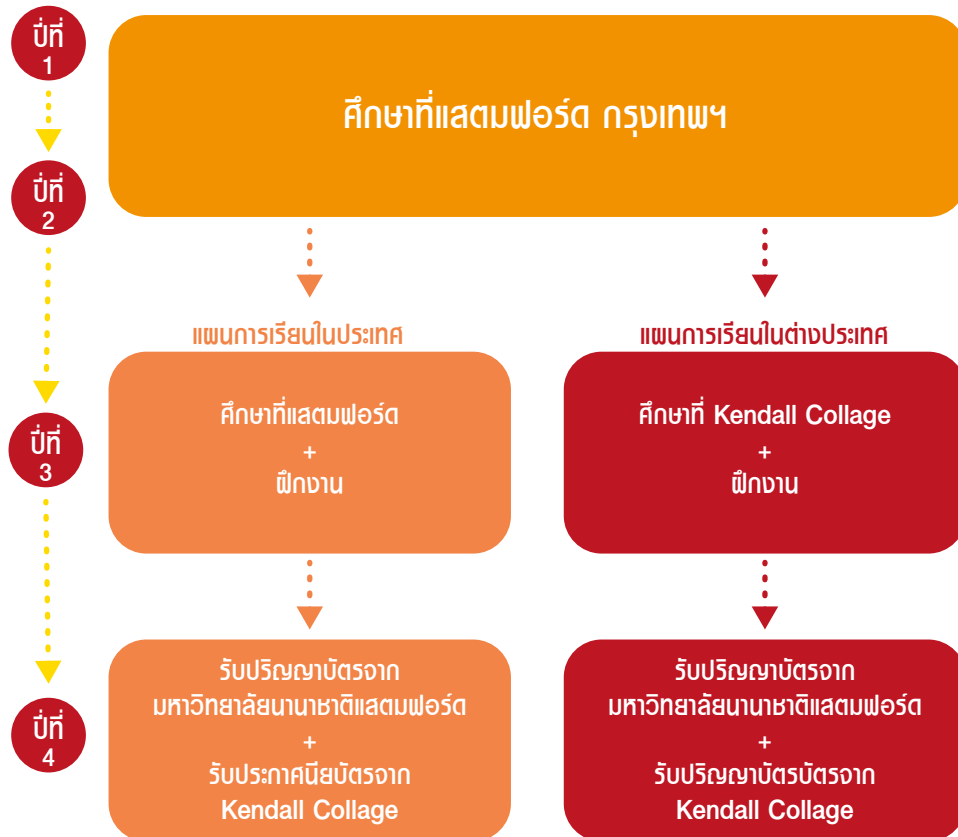 ปีที่
1
ศึกษาที่แสตมฟอร์ด กรุงเทพฯ
ปีที่
2
แผนการเรียนในประเทศ
แผนการเรียนในต่างประเทศ
ปีที่
3
ศึกษาที่แสตมฟอร์ด
+
ฝึกงาน
ศึกษาที่ Kendall Collage
+
ฝึกงาน
ปีที่
4
รับปริญญาบัตรจาก
มหาวิทยาลัยนานาชาติแสตมฟอร์ด
+
รับประกาศนียบัตรจาก
Kendall Collage
รับปริญญาบัตรจาก
มหาวิทยาลัยนานาชาติแสตมฟอร์ด
+
รับปริญญาบัตรบัตรจาก
Kendall Collage